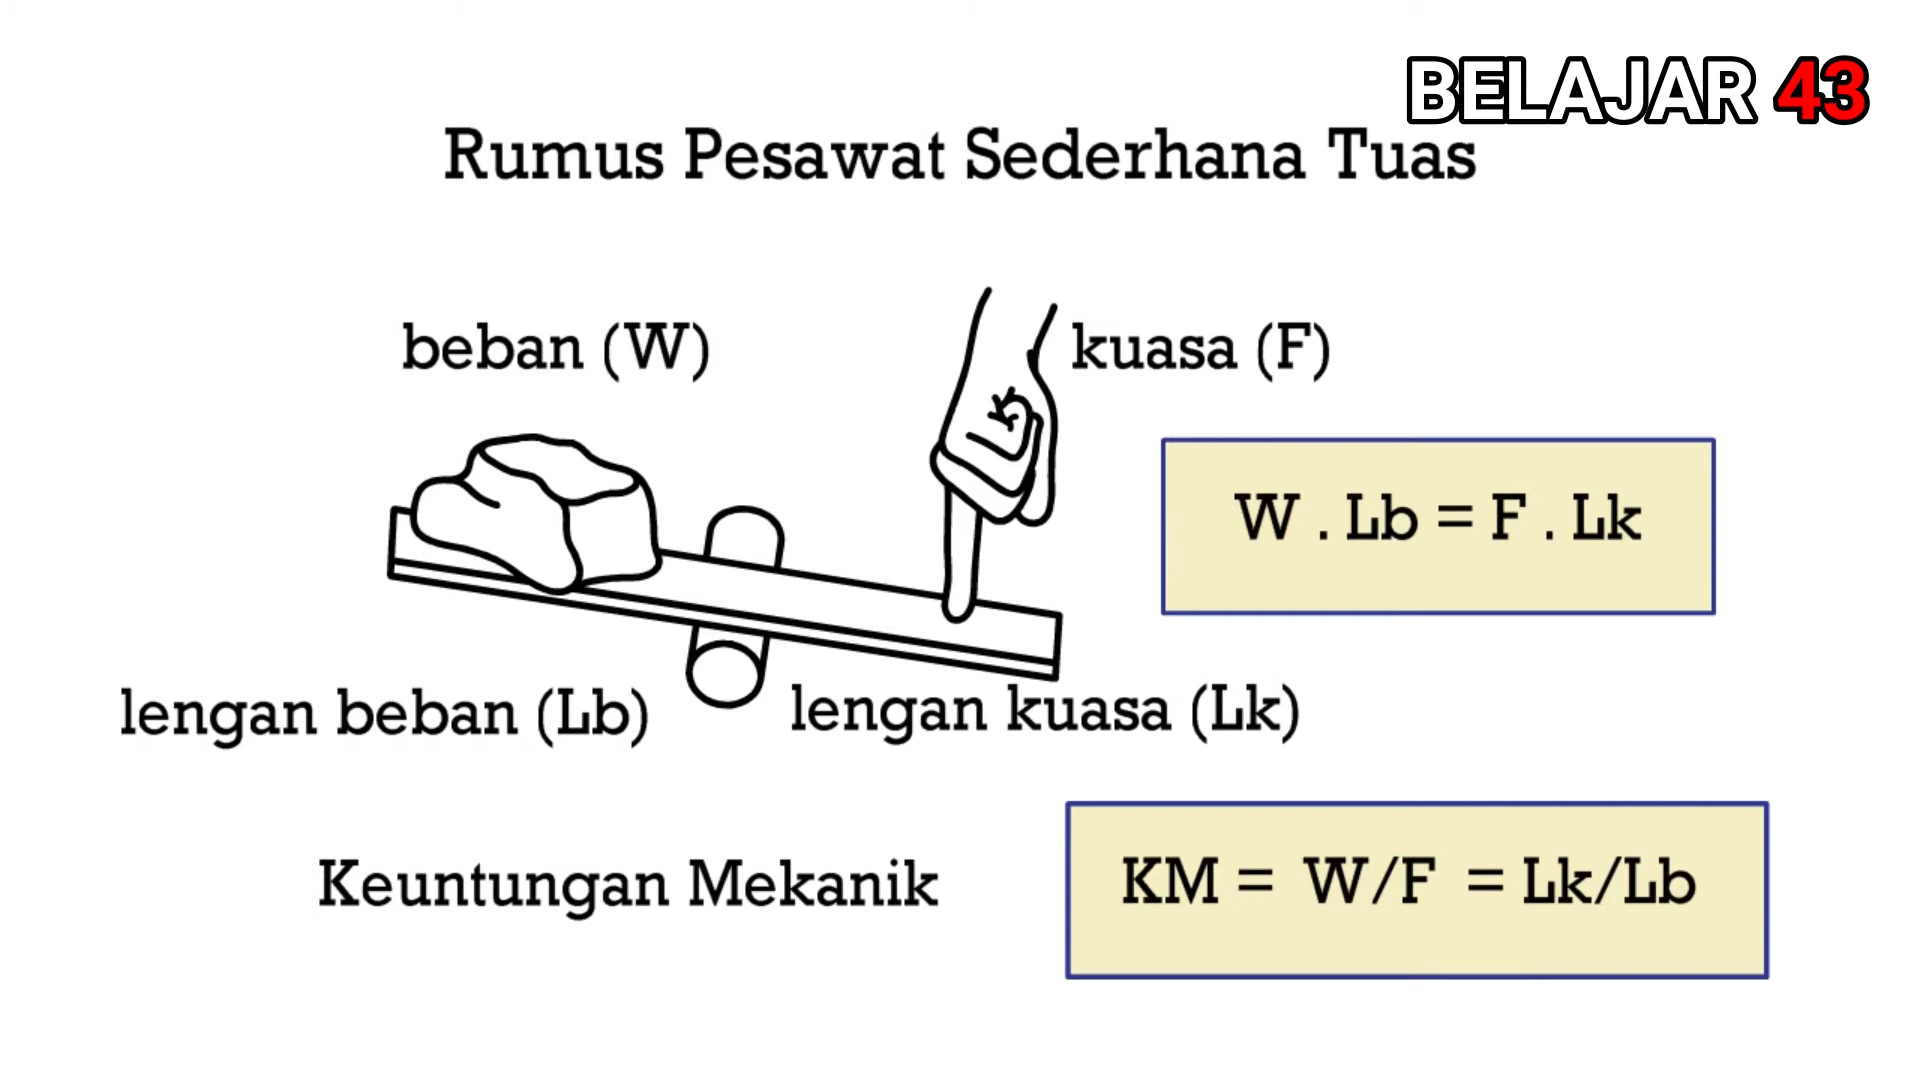 BELAJAR 43
Rumus Pesawat Sederhana Tuas
beban (W)
kuasa (F)
W . Lb = F . Lk
lengan beban (Lb)
lengan kuasa (Lk)
Keuntungan Mekanik
KM = W/F = Lk/Lb